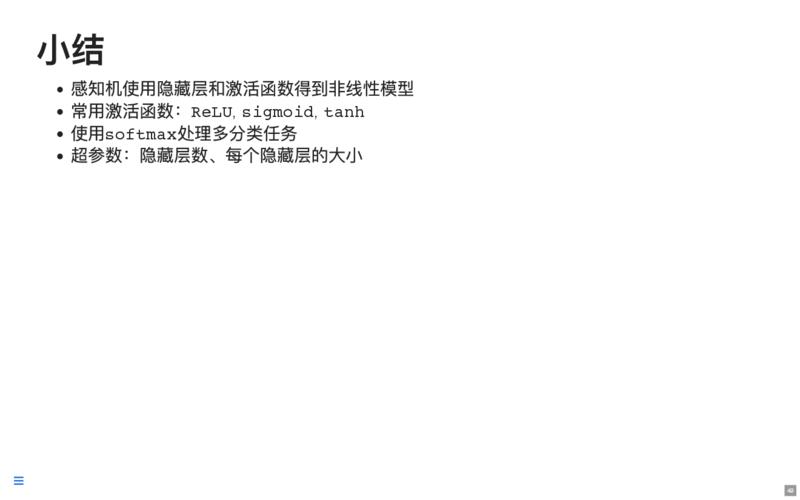 小结
感知机使用隐藏层和激活函数得到非线性模型
常用激活函数：ReLU, sigmoid, tanh
使用softmax处理多分类任务
超参数：隐藏层数、每个隐藏层的大小